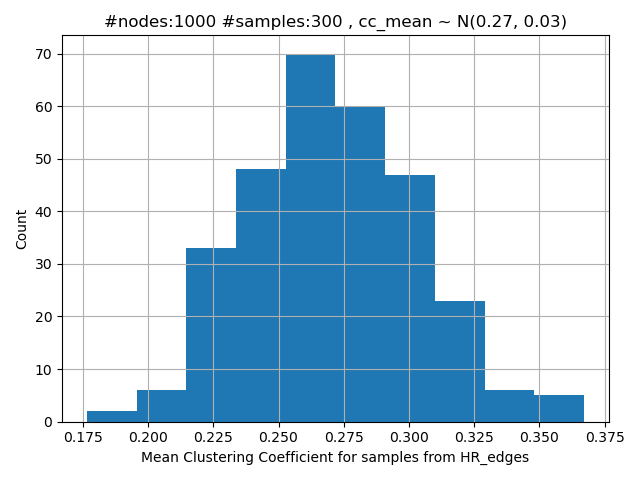 #nodes:1000 #samples:300 , cc_mean ~ N(0.27, 0.03)
70
60
50
40
30
20
10
0
Count
0.175 0.200 0.225 0.250 0.275 0.300 0.325 0.350 0.375
Mean Clustering Coefficient for samples from HR_edges